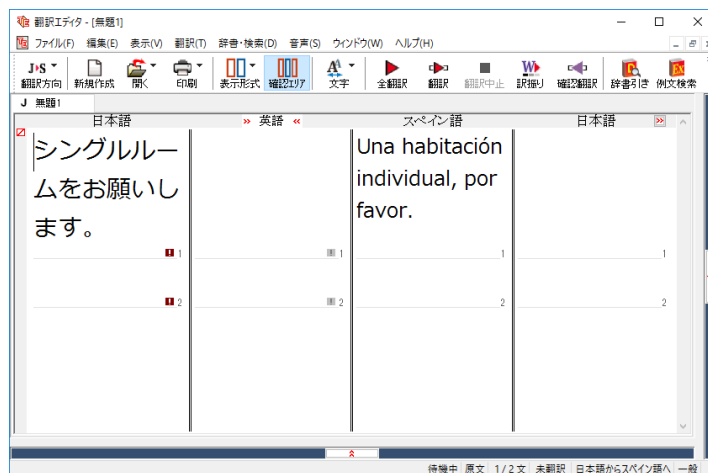 翻訳エディタ - [無題1]
ファイル(F) 編集(E) 表示(V) 翻訳(T) 辞書・検索(D) 音声(S) ウインドウ(W) ヘルプ(H)
J▸S
翻訳方向 新規作成 開く 印刷 表示形式 確認エリア 文字 全翻訳 翻訳 翻訳中止 訳振り 確認翻訳 辞書引き 例文検索
J 無題1
日本語 » 英語 « スペイン語 日本語 »
シングルルー
ムをお願いし
ます。
Una habitación
individual, por
favor.
1 1 1 1
2 2 2 2
待機中 原文 1/2文 未翻訳 日本語からスペイン語へ 一般